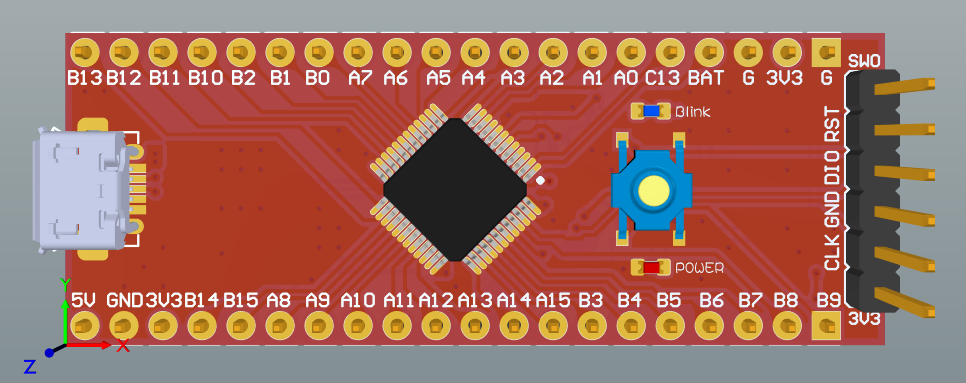 B13 B12 B11 B10 B2 B1 B0 A7 A6 A5 A4 A3 A2 A1 A0 C13 BAT G 3V3 G
SWO
RST
DIO
GND
CLK
3V3
Blink
POWER
5V GND 3V3 B14 B15 A8 A9 A10 A11 A12 A13 A14 A15 B3 B4 B5 B6 B7 B8 B9
Y
X
Z